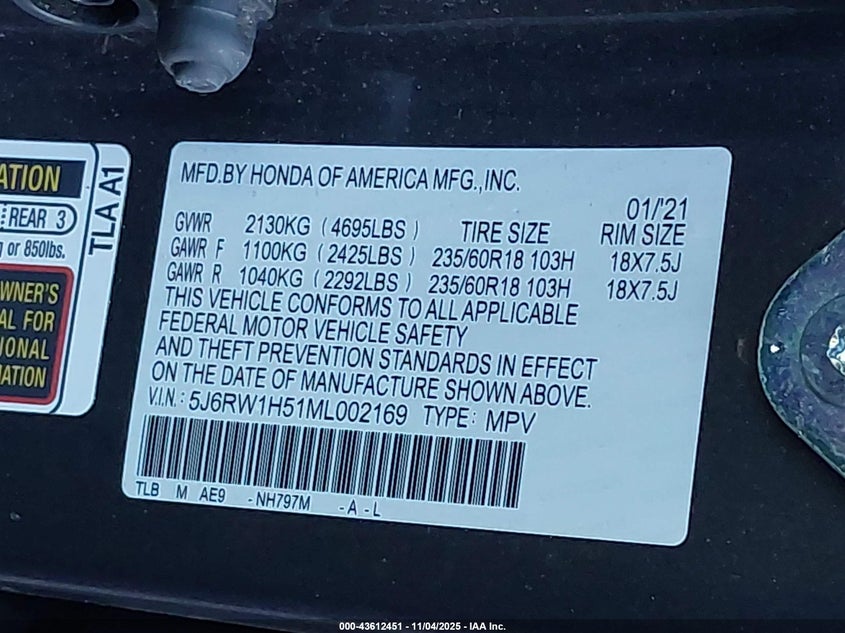 ATION
REAR 3
or 850lbs.
WNER'S
AL FOR
IONAL
MATION
TLA A1
MFD.BY HONDA OF AMERICA MFG.,INC.
01/'21
GVWR 2130KG (4695LBS) TIRE SIZE RIM SIZE
GAWR F 1100KG (2425LBS) 235/60R18 103H 18X7.5J
GAWR R 1040KG (2292LBS) 235/60R18 103H 18X7.5J
THIS VEHICLE CONFORMS TO ALL APPLICABLE
FEDERAL MOTOR VEHICLE SAFETY
AND THEFT PREVENTION STANDARDS IN EFFECT
ON THE DATE OF MANUFACTURE SHOWN ABOVE.
V.I.N.: 5J6RW1H51ML002169 TYPE: MPV
TLB M AE9 -NH797M -A -L
000-43612451 - 11/04/2025 - IAA Inc.